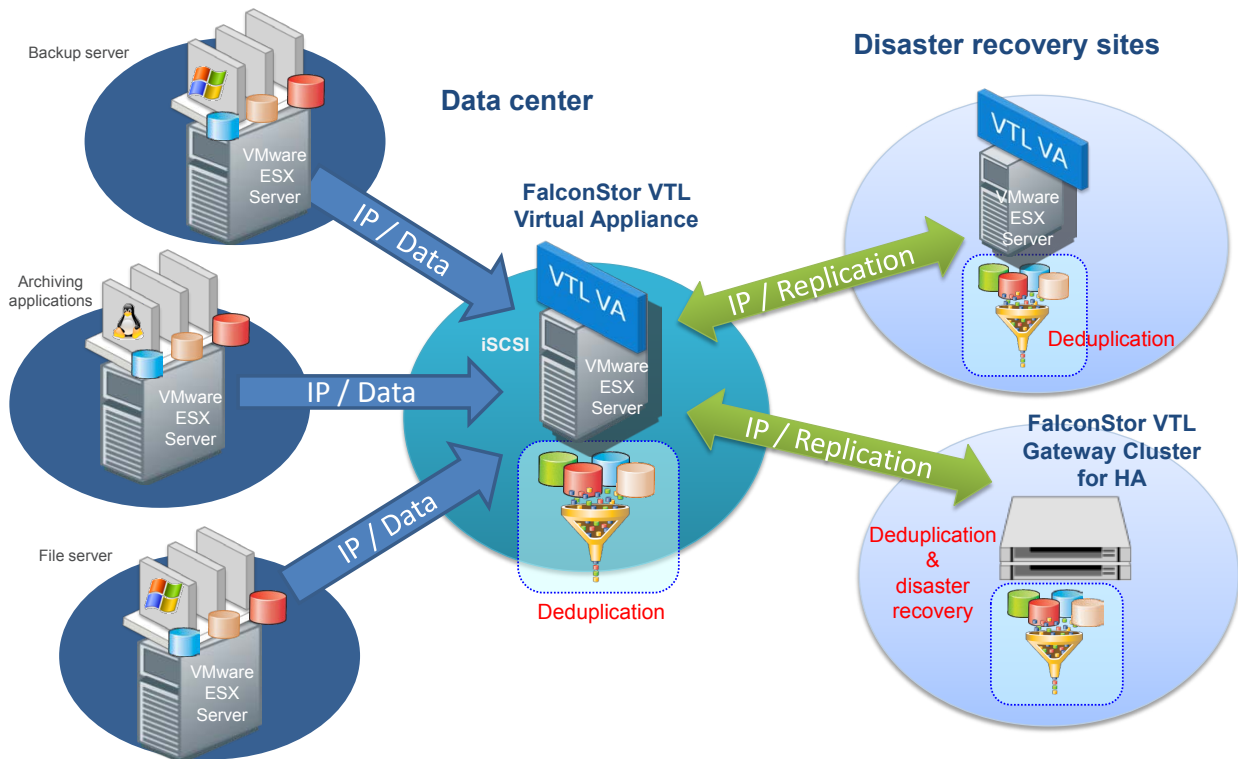 Backup server
VMware
ESX
Server
Archiving
applications
VMware
ESX
Server
File server
VMware
ESX
Server
Data center
IP / Data
IP / Data
IP / Data
FalconStor VTL
Virtual Appliance
VTL VA
iSCSI
VMware
ESX
Server
Deduplication
IP / Replication
IP / Replication
Disaster recovery sites
VTL VA
VMware
ESX
Server
Deduplication
FalconStor VTL
Gateway Cluster
for HA
Deduplication
&
disaster
recovery